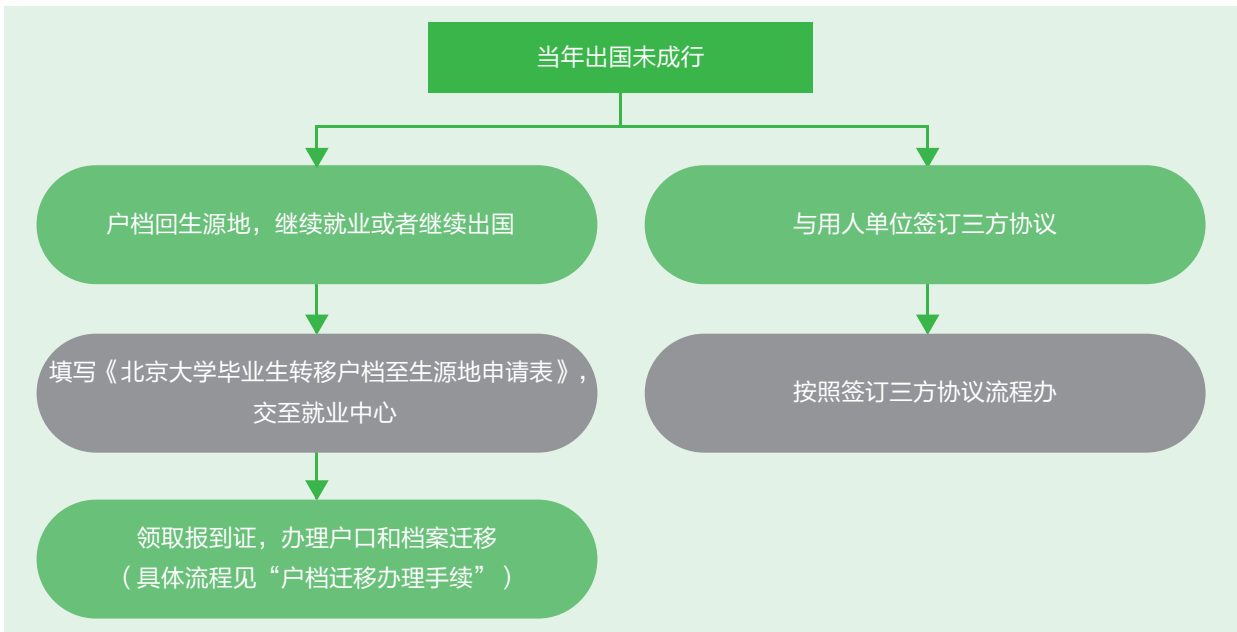 当年出国未成行
户档回生源地，继续就业或者继续出国
与用人单位签订三方协议
填写《北京大学毕业生转移户档至生源地申请表》，
交至就业中心
按照签订三方协议流程办
领取报到证，办理户口和档案迁移
（具体流程见“户档迁移办理手续”）